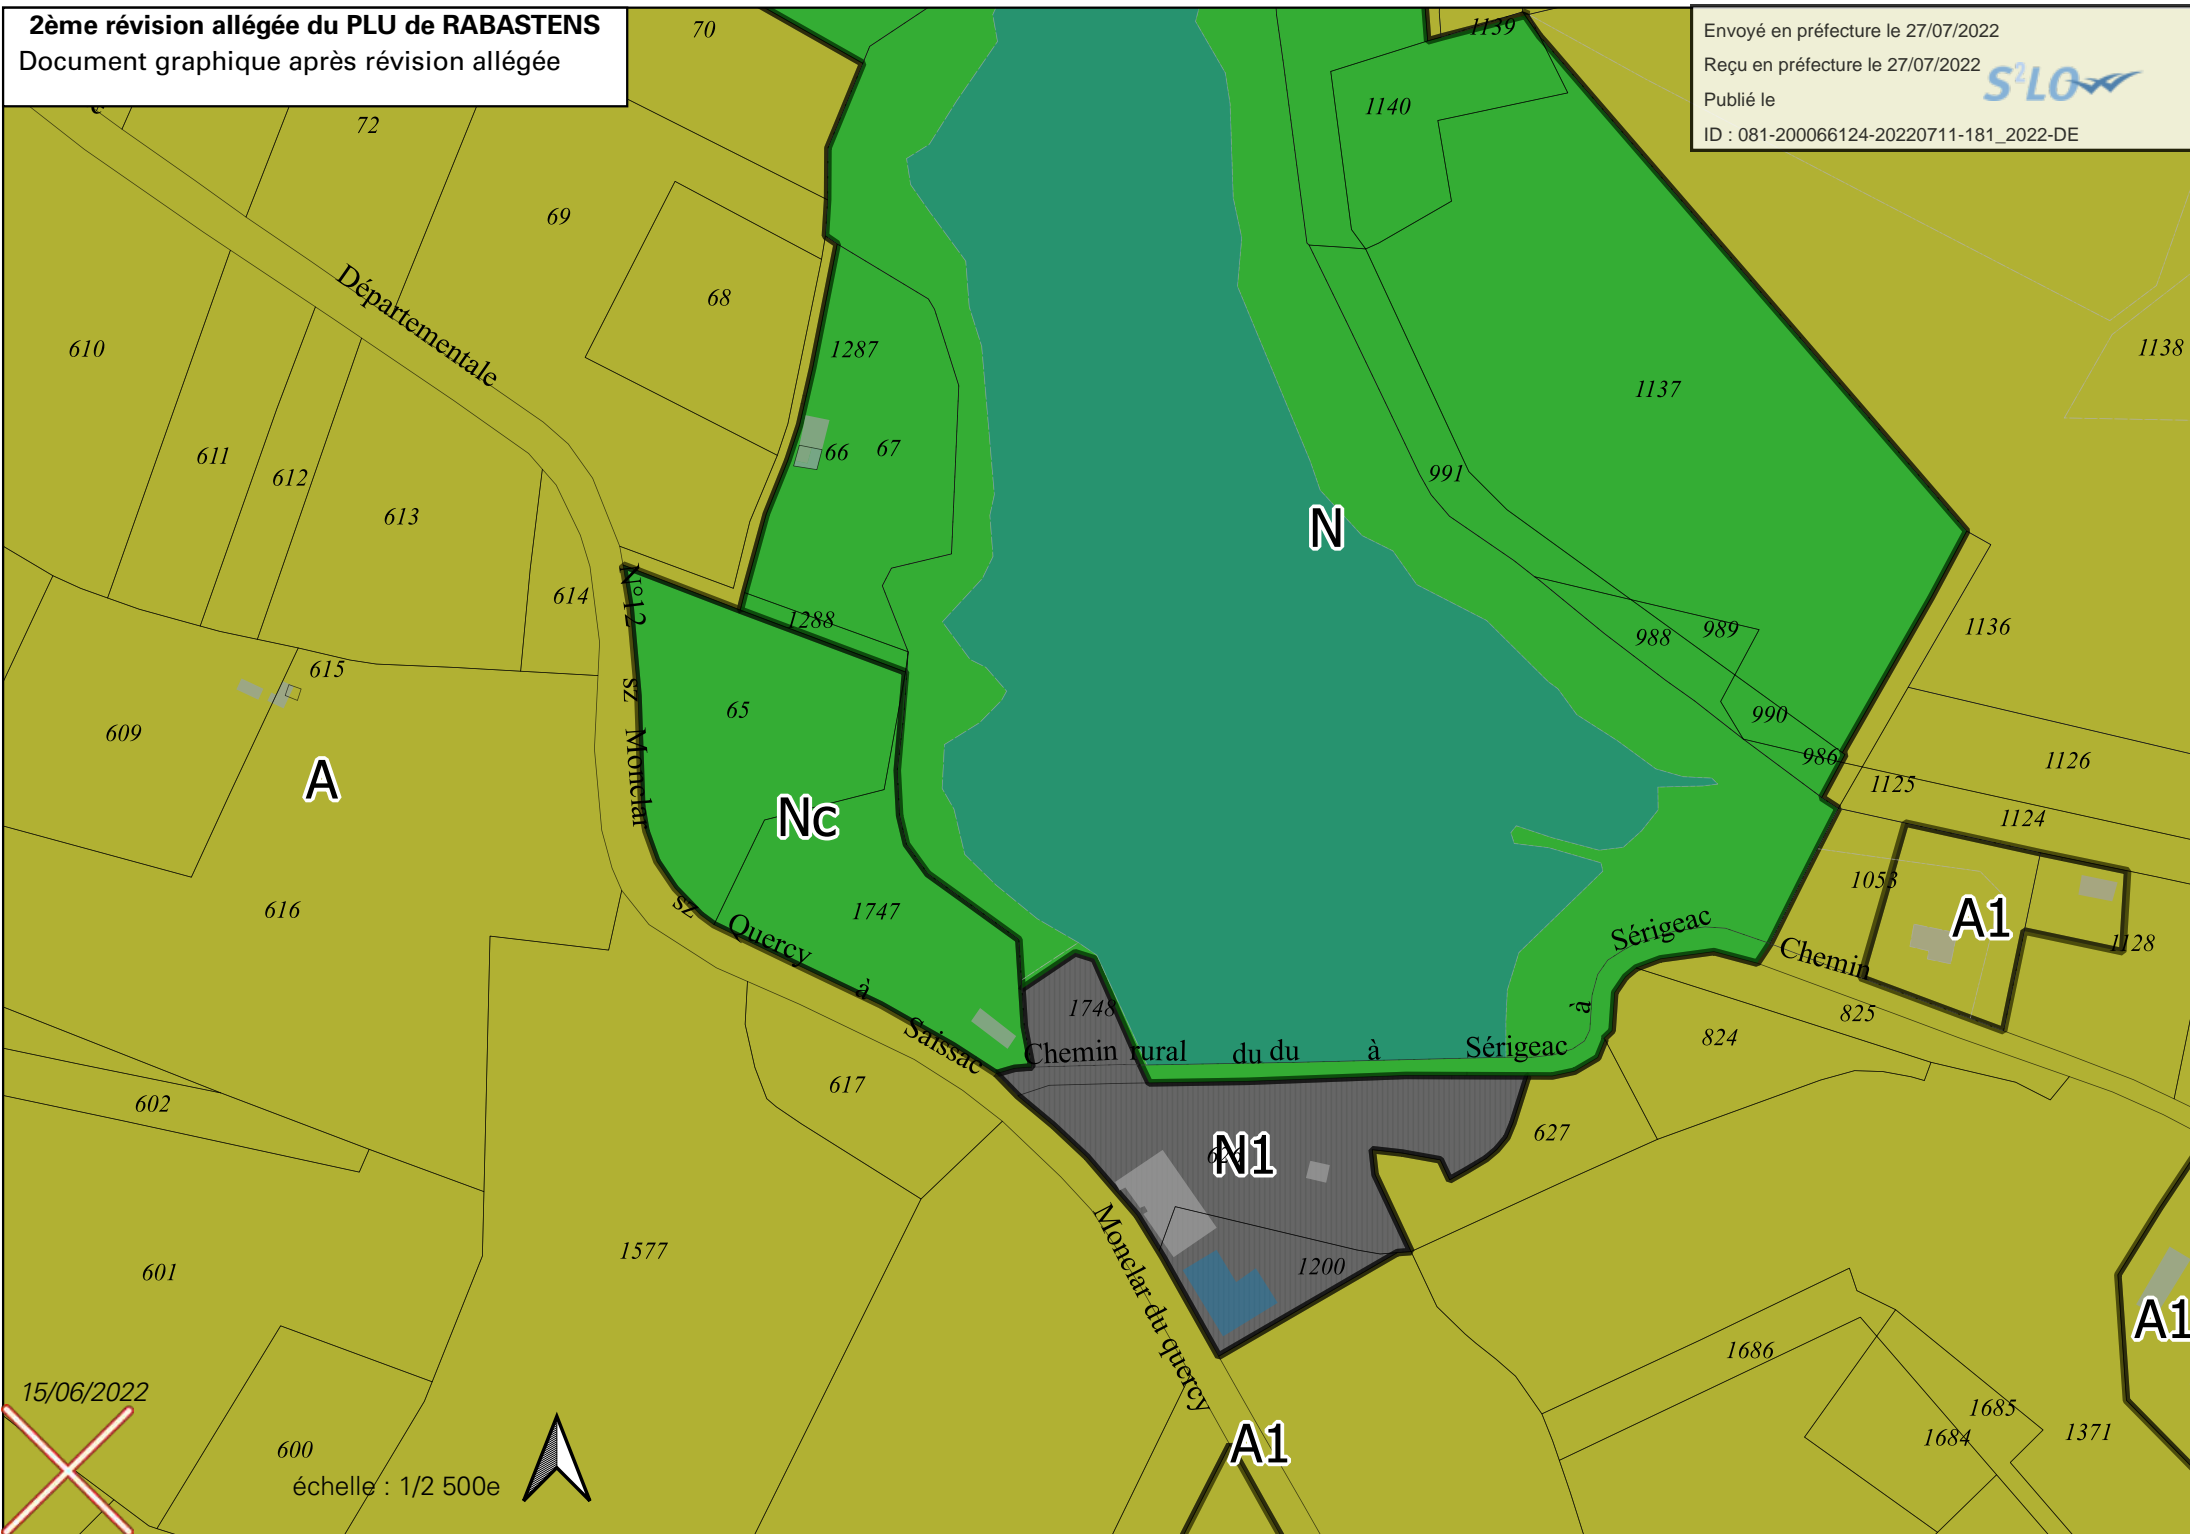 2ème révision allégée du PLU de RABASTENS
Document graphique après révision allégée
Envoyé en préfecture le 27/07/2022
Reçu en préfecture le 27/07/2022
S²LO
Publié le
ID : 081-200066124-20220711-181_2022-DE
70
1139
72
1140
69
68
Départementale
610
1287
1138
1137
611
66
67
612
991
613
N
N°12
614
1288
988
989
1136
615
sz
65
990
609
Monclar
986
1126
A
1125
Nc
1124
1053
616
sz
1747
A1
Quercy
Sérigeac
1128
Chemin
à
Saissac
1748
à
825
824
Chemin rural du du à Sérigeac
617
602
627
N1
626
1577
601
1200
Monclar du quercy
A1
1686
15/06/2022
1685
1684
1371
600
A1
échelle : 1/2 500e